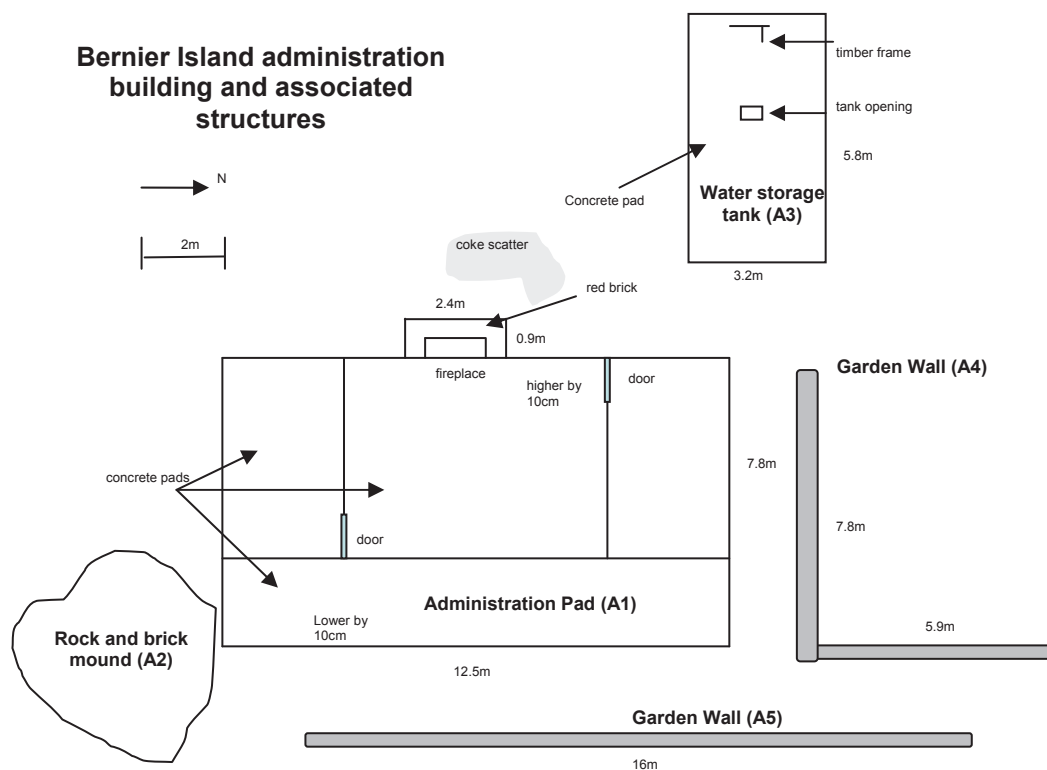 Bernier Island administration
building and associated
structures
timber frame
tank opening
5.8m
N
Concrete pad
Water storage
tank (A3)
2m
coke scatter
3.2m
red brick
2.4m
0.9m
fireplace
higher by
10cm
door
Garden Wall (A4)
7.8m
concrete pads
7.8m
door
Administration Pad (A1)
Lower by
10cm
Rock and brick
mound (A2)
5.9m
12.5m
Garden Wall (A5)
16m